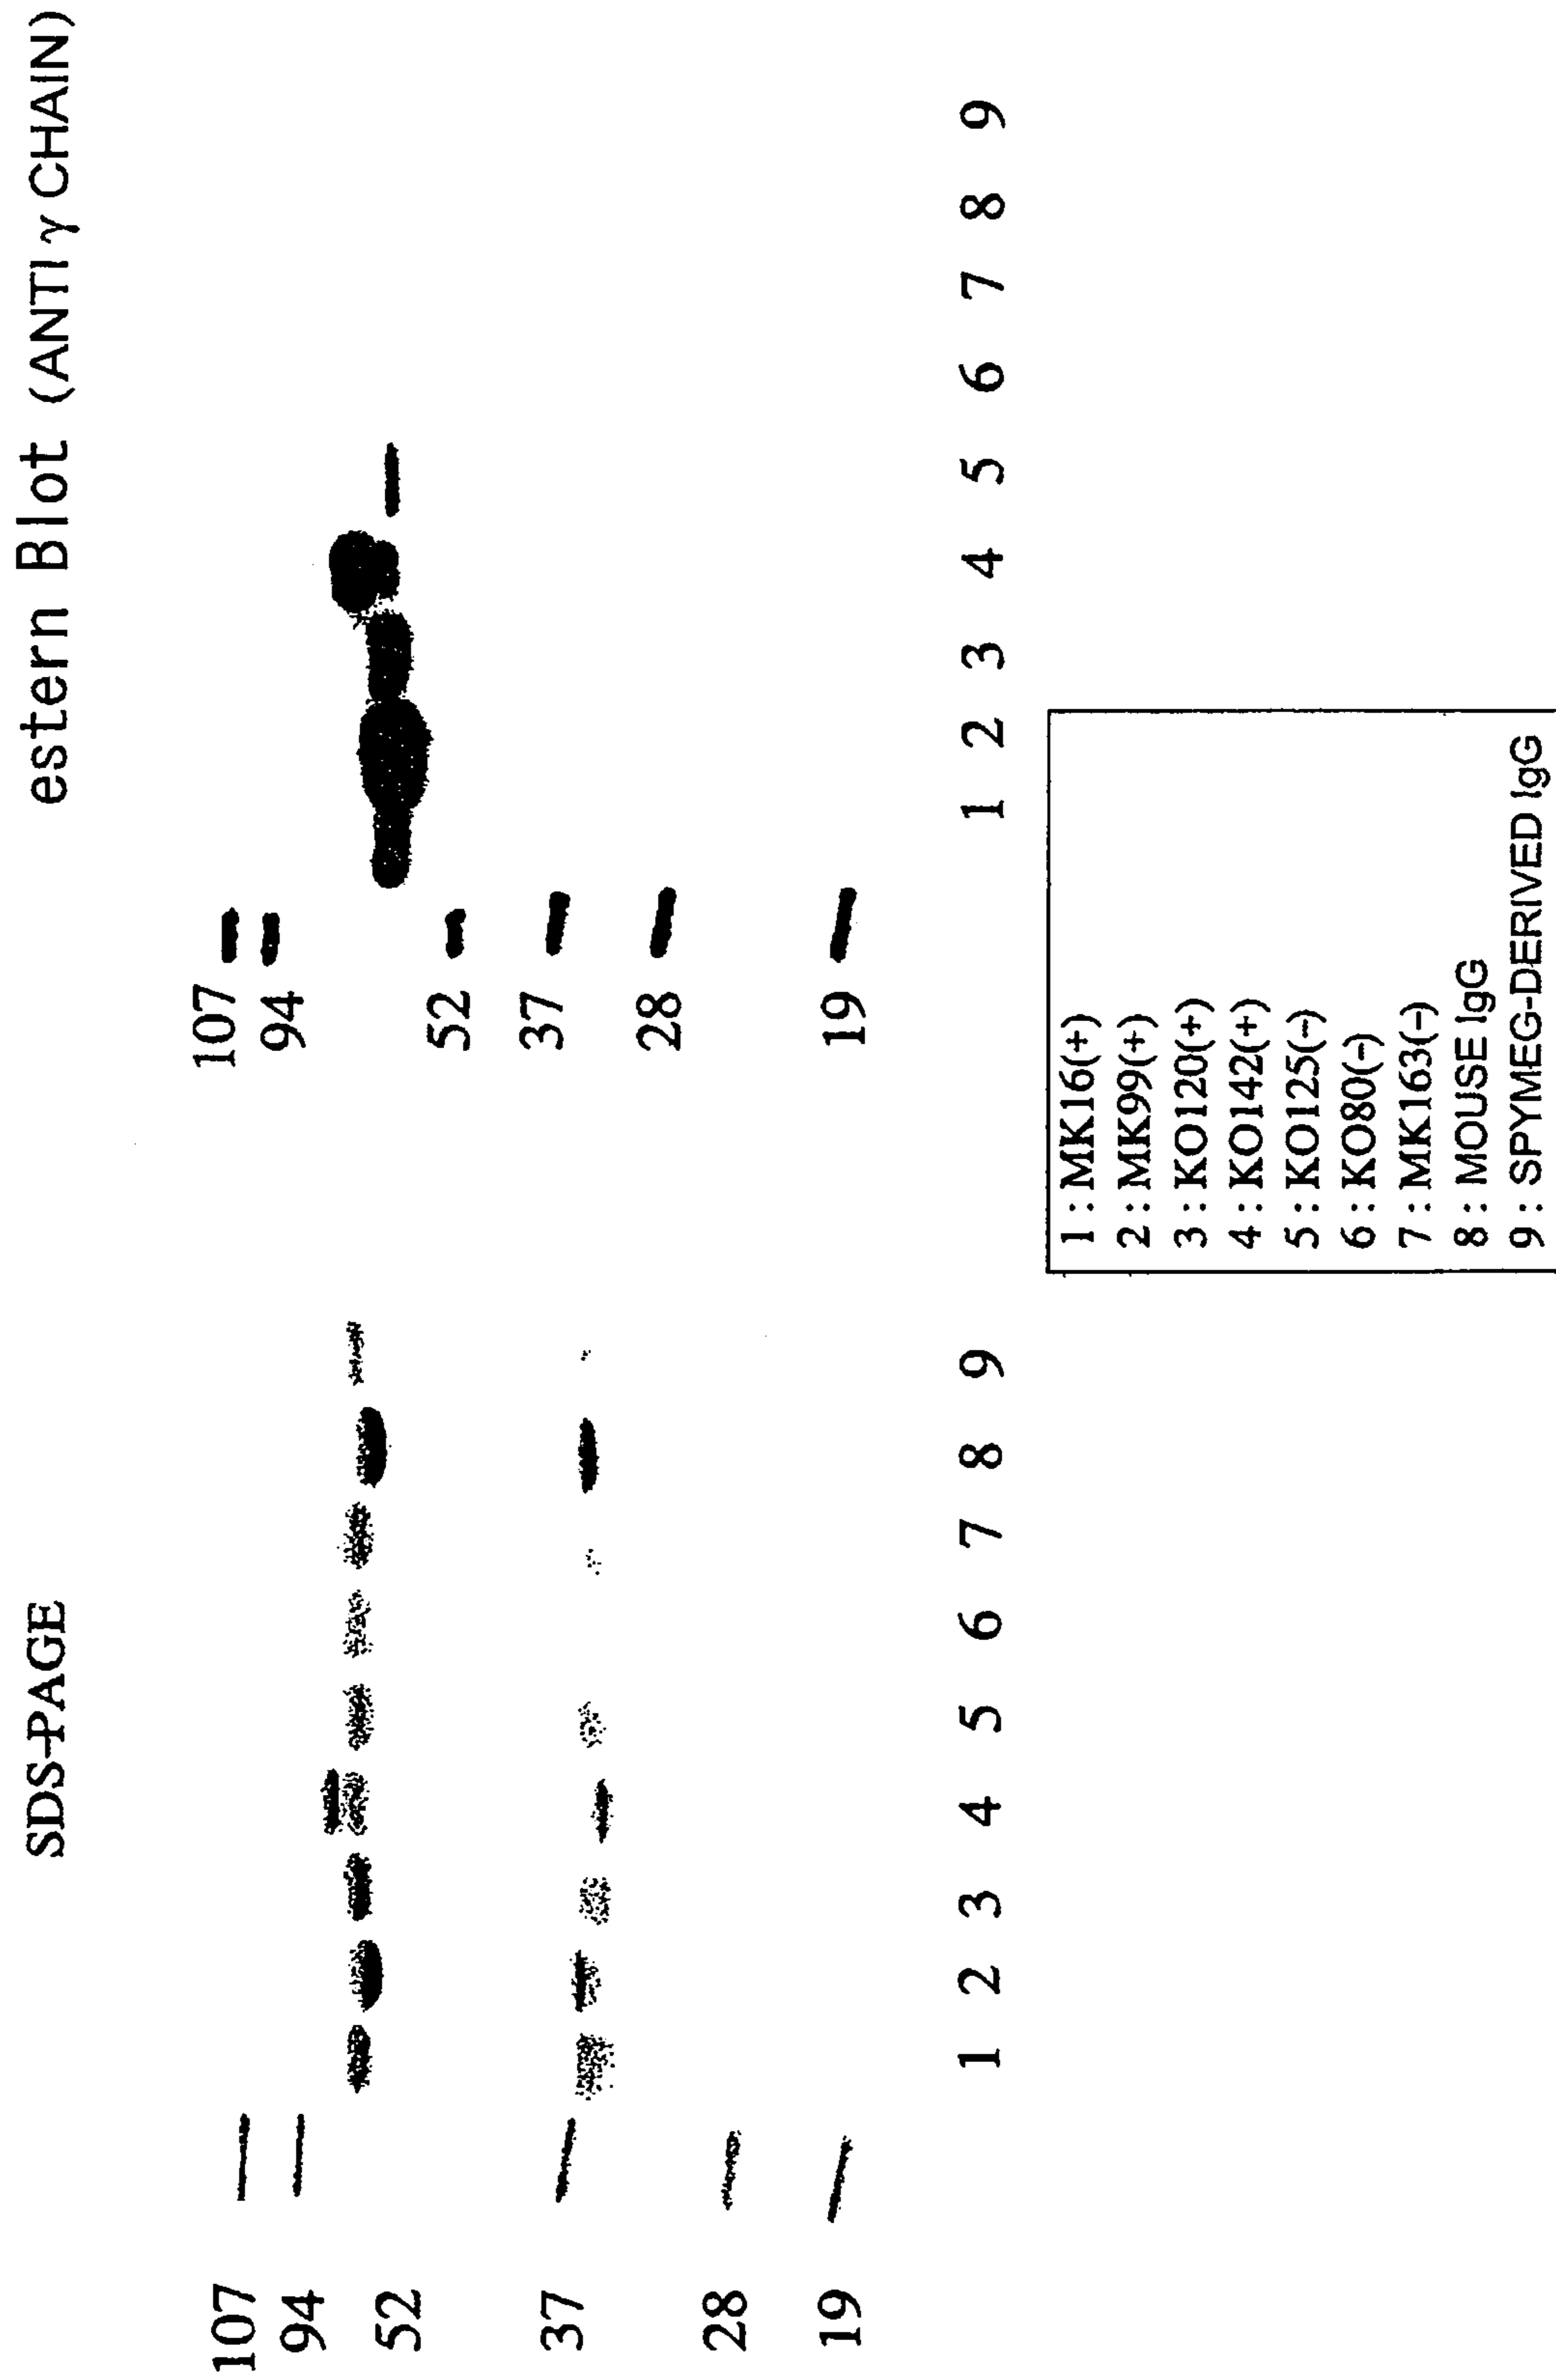 SDS-PAGE
107
94
52
37
28
19
1 2 3 4 5 6 7 8 9
estern Blot (ANTI γ CHAIN)
107
94
52
37
28
19
1 2 3 4 5 6 7 8 9
1 : MK16(+)
2 : MK99(+)
3 : KO120(+)
4 : KO142(+)
5 : KO125(-)
6 : KO80(-)
7 : MK163(-)
8 : MOUSE IgG
9 : SPYMEG-DERIVED IgG